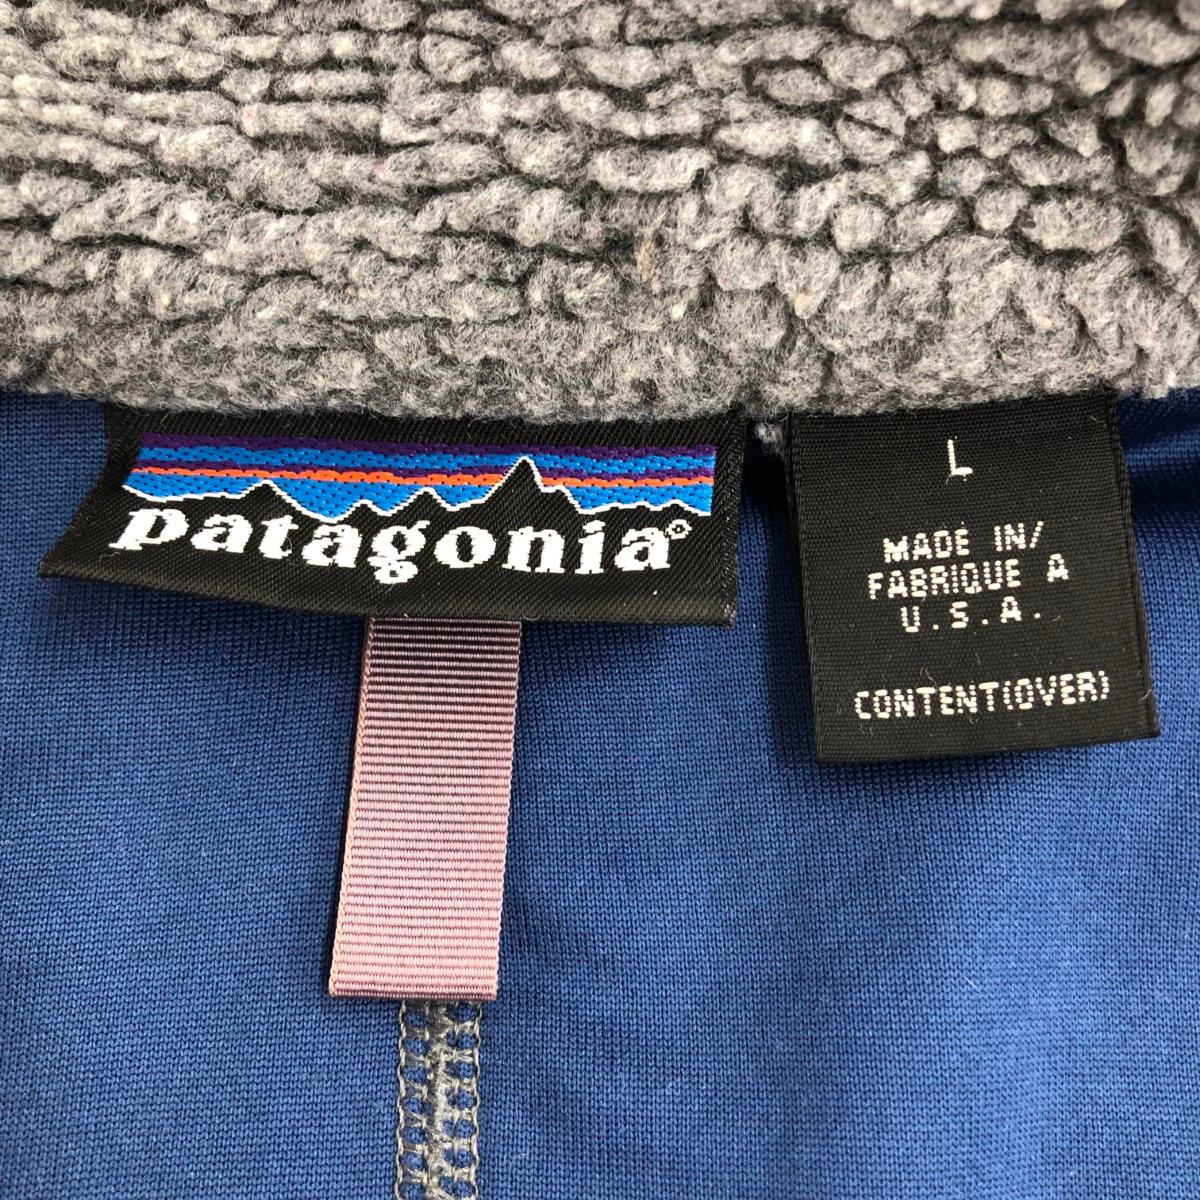 patagonia®
L
MADE IN/
FABRIQUE A
U.S.A.
CONTENT(OVER)